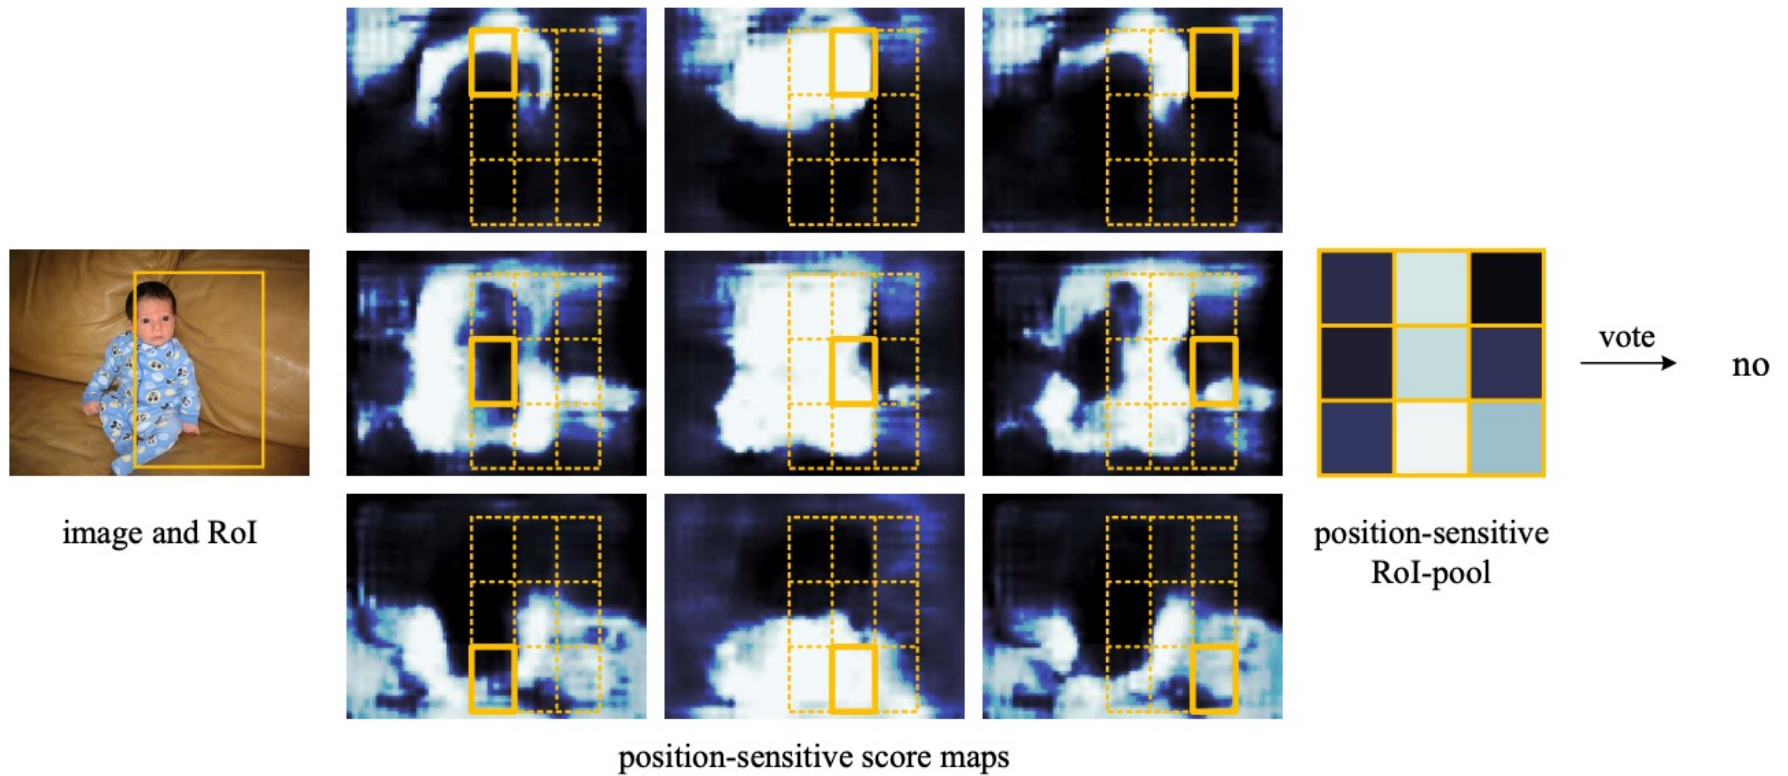 image and RoI
position-sensitive score maps
position-sensitive
RoI-pool
vote
no